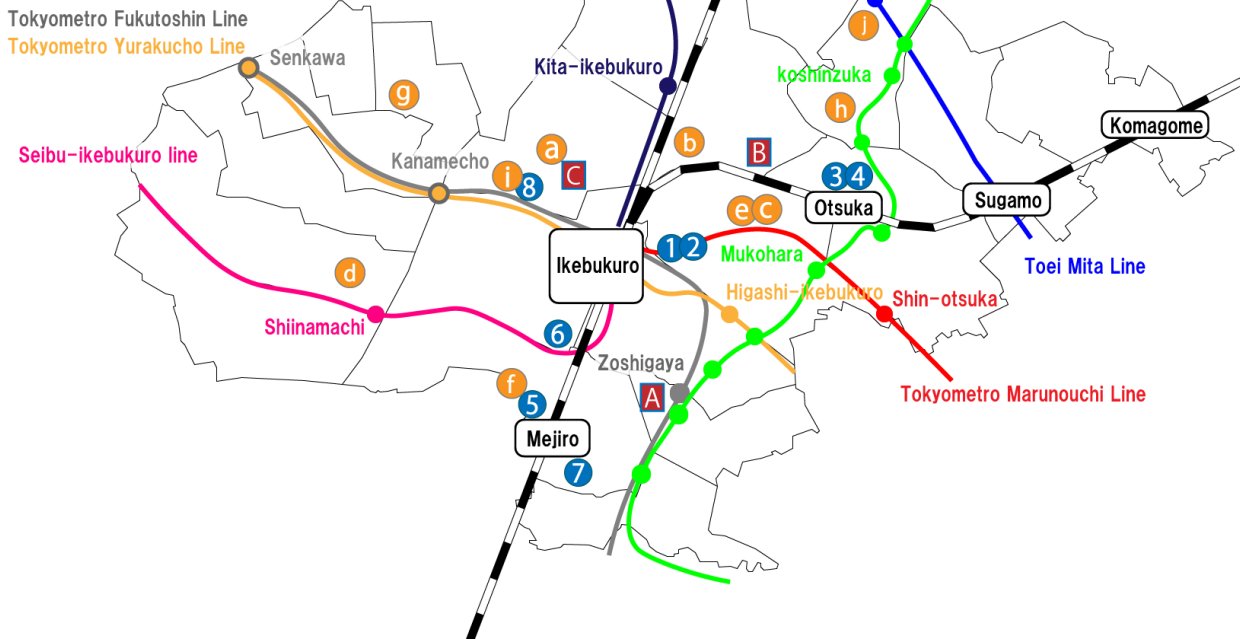 Tokyometro Fukutoshin Line
Tokyometro Yurakucho Line
Senkawa
j
Kita-ikebukuro
koshinzuka
g
h
Komagome
b
B
Seibu-ikebukuro line
Kanamecho
a
C
i
8
3
4
Otsuka
Sugamo
e
c
1
2
Mukohara
Ikebukuro
Toei Mita Line
d
Higashi-ikebukuro
Shin-otsuka
Shiinamachi
6
Zoshigaya
f
5
A
Tokyometro Marunouchi Line
Mejiro
7